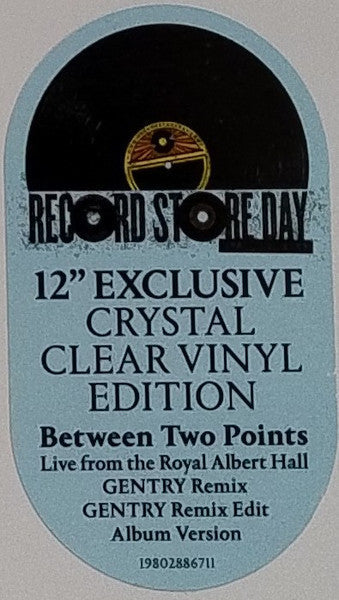 RECORD STORE DAY
12” EXCLUSIVE
CRYSTAL
CLEAR VINYL
EDITION
Between Two Points
Live from the Royal Albert Hall
GENTRY Remix
GENTRY Remix Edit
Album Version
19802886711